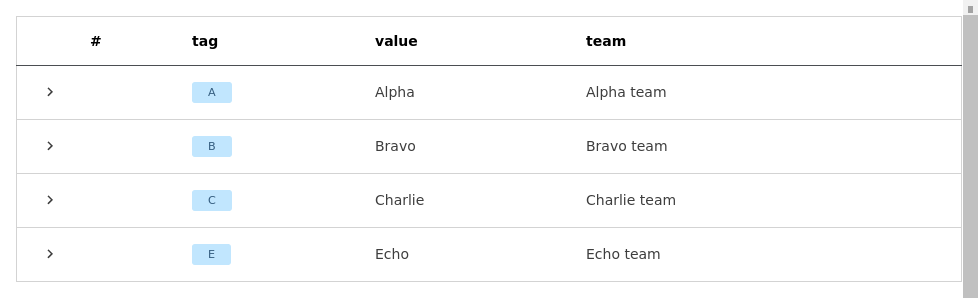 # tag value team
A Alpha Alpha team
B Bravo Bravo team
C Charlie Charlie team
E Echo Echo team